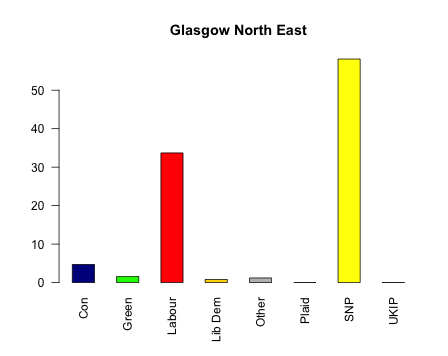 Glasgow North East
50
40
30
20
10
0
Con
Green
Labour
Lib Dem
Other
Plaid
SNP
UKIP